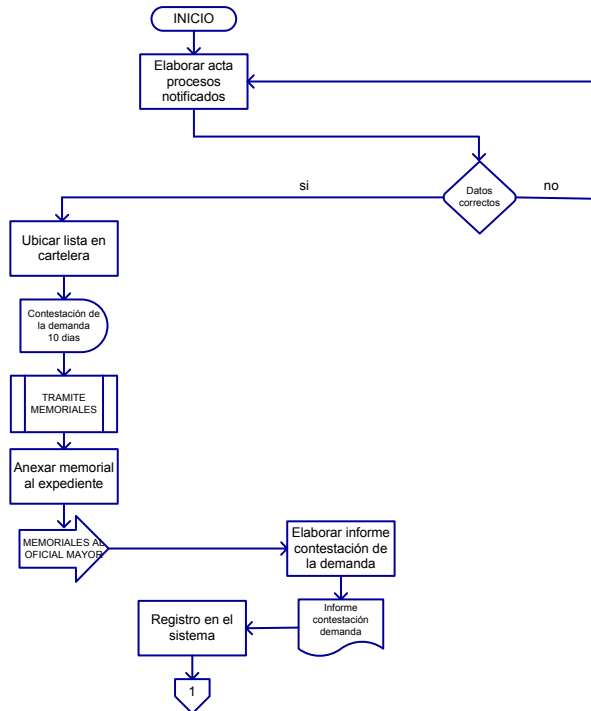 INICIO
Elaborar acta
procesos
notificados
Datos
correctos
si
no
Ubicar lista en
cartelera
Contestación de
la demanda
10 dias
TRAMITE
MEMORIALES
Anexar memorial
al expediente
MEMORIALES AL
OFICIAL MAYOR
Elaborar informe
contestación de
la demanda
Informe
contestación
demanda
Registro en el
sistema
1